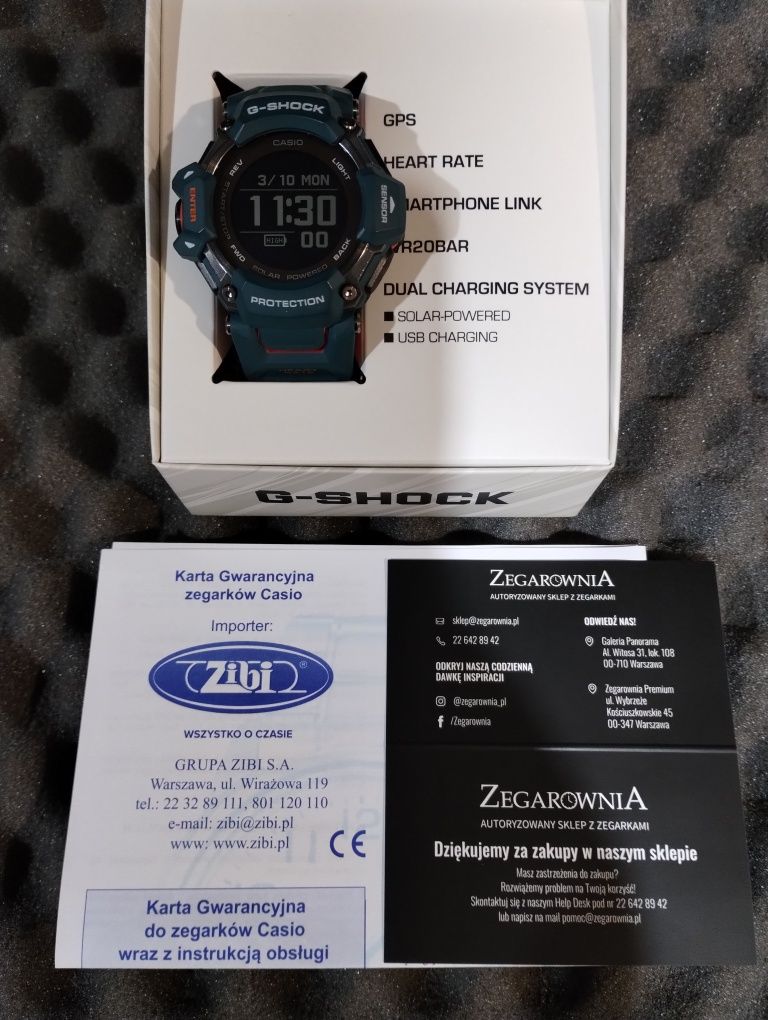 G-SHOCK
CASIO
REV
LIGHT
3/10 MON
11:30
HIGH
00
START/STOP
ENTER
SENSOR
FWD
BACK
SOLAR POWERED
PROTECTION
GPS
HEART RATE
MARTPHONE LINK
WR20BAR
DUAL CHARGING SYSTEM
■ SOLAR-POWERED
■ USB CHARGING
G-SHOCK
Karta Gwarancyjna
zegarków Casio
Importer:
Zibi®
WSZYSTKO O CZASIE
GRUPA ZIBI S.A.
Warszawa, ul. Wirażowa 119
tel.: 22 32 89 111, 801 120 110
e-mail: zibi@zibi.pl
www: www.zibi.pl
CE
Karta Gwarancyjna
do zegarków Casio
wraz z instrukcją obsługi
ZEGAROWNIA
AUTORYZOWANY SKLEP Z ZEGARKAMI
sklep@zegarownia.pl
22 642 89 42
ODKRYJ NASZĄ CODZIENNĄ
DAWKĘ INSPIRACJI
@zegarownia_pl
/Zegarownia
ODWIEDŹ NAS!
Galeria Panorama
Al. Witosa 31, lok. 108
00-710 Warszawa
Zegarownia Premium
ul. Wybrzeże
Kościuszkowskie 45
00-347 Warszawa
ZEGAROWNIA
AUTORYZOWANY SKLEP Z ZEGARKAMI
Dziękujemy za zakupy w naszym sklepie
Masz zastrzeżenia do zakupu?
Rozwiążemy problem na Twoją korzyść!
Skontaktuj się z naszym Help Desk pod nr 22 642 89 42
lub napisz na mail pomoc@zegarownia.pl